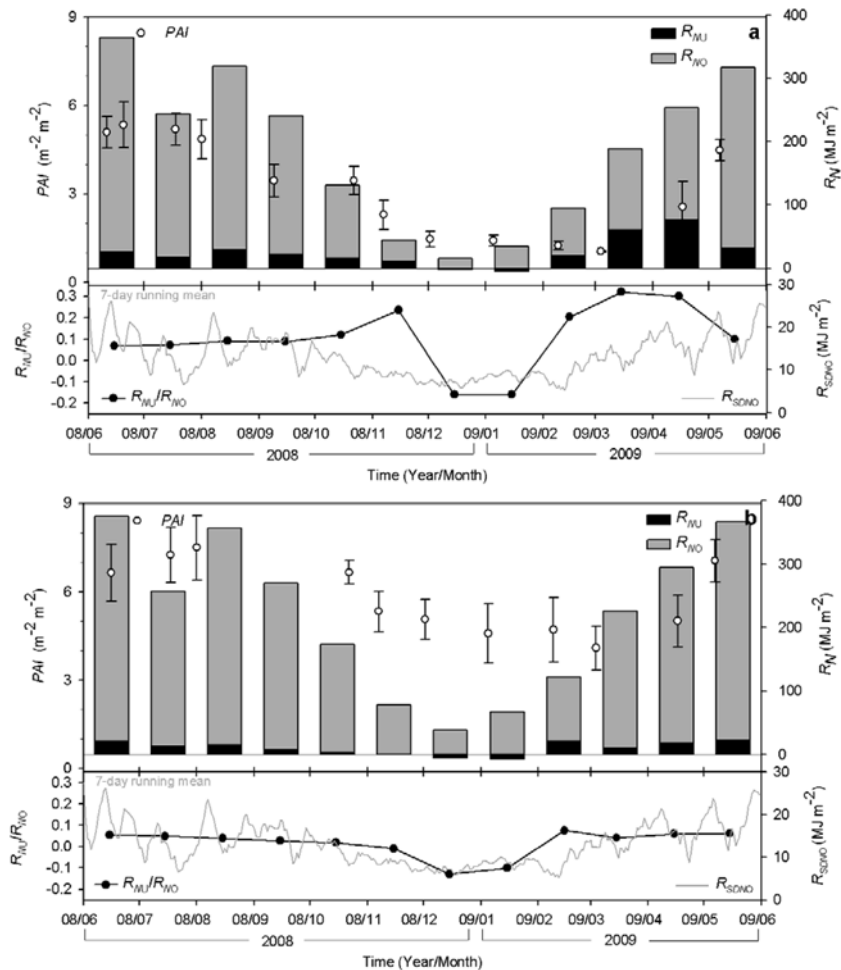 9
6
3
0
PAI (m⁻² m⁻²)
PAI
a
R_NU
R_NO
400
300
200
100
0
R_N (MJ m⁻²)
0.3
0.2
0.1
0.0
-0.1
-0.2
R_NU/R_NO
7-day running mean
R_NU/R_NO
R_SDNO
30
20
10
0
R_SDNO (MJ m⁻²)
08/06 08/07 08/08 08/09 08/10 08/11 08/12 09/01 09/02 09/03 09/04 09/05 09/06
2008 2009
Time (Year/Month)
9
6
3
0
PAI (m⁻² m⁻²)
PAI
b
R_NU
R_NO
400
300
200
100
0
R_N (MJ m⁻²)
0.3
0.2
0.1
0.0
-0.1
-0.2
R_NU/R_NO
7-day running mean
R_NU/R_NO
R_SDNO
30
20
10
0
R_SDNO (MJ m⁻²)
08/06 08/07 08/08 08/09 08/10 08/11 08/12 09/01 09/02 09/03 09/04 09/05 09/06
2008 2009
Time (Year/Month)